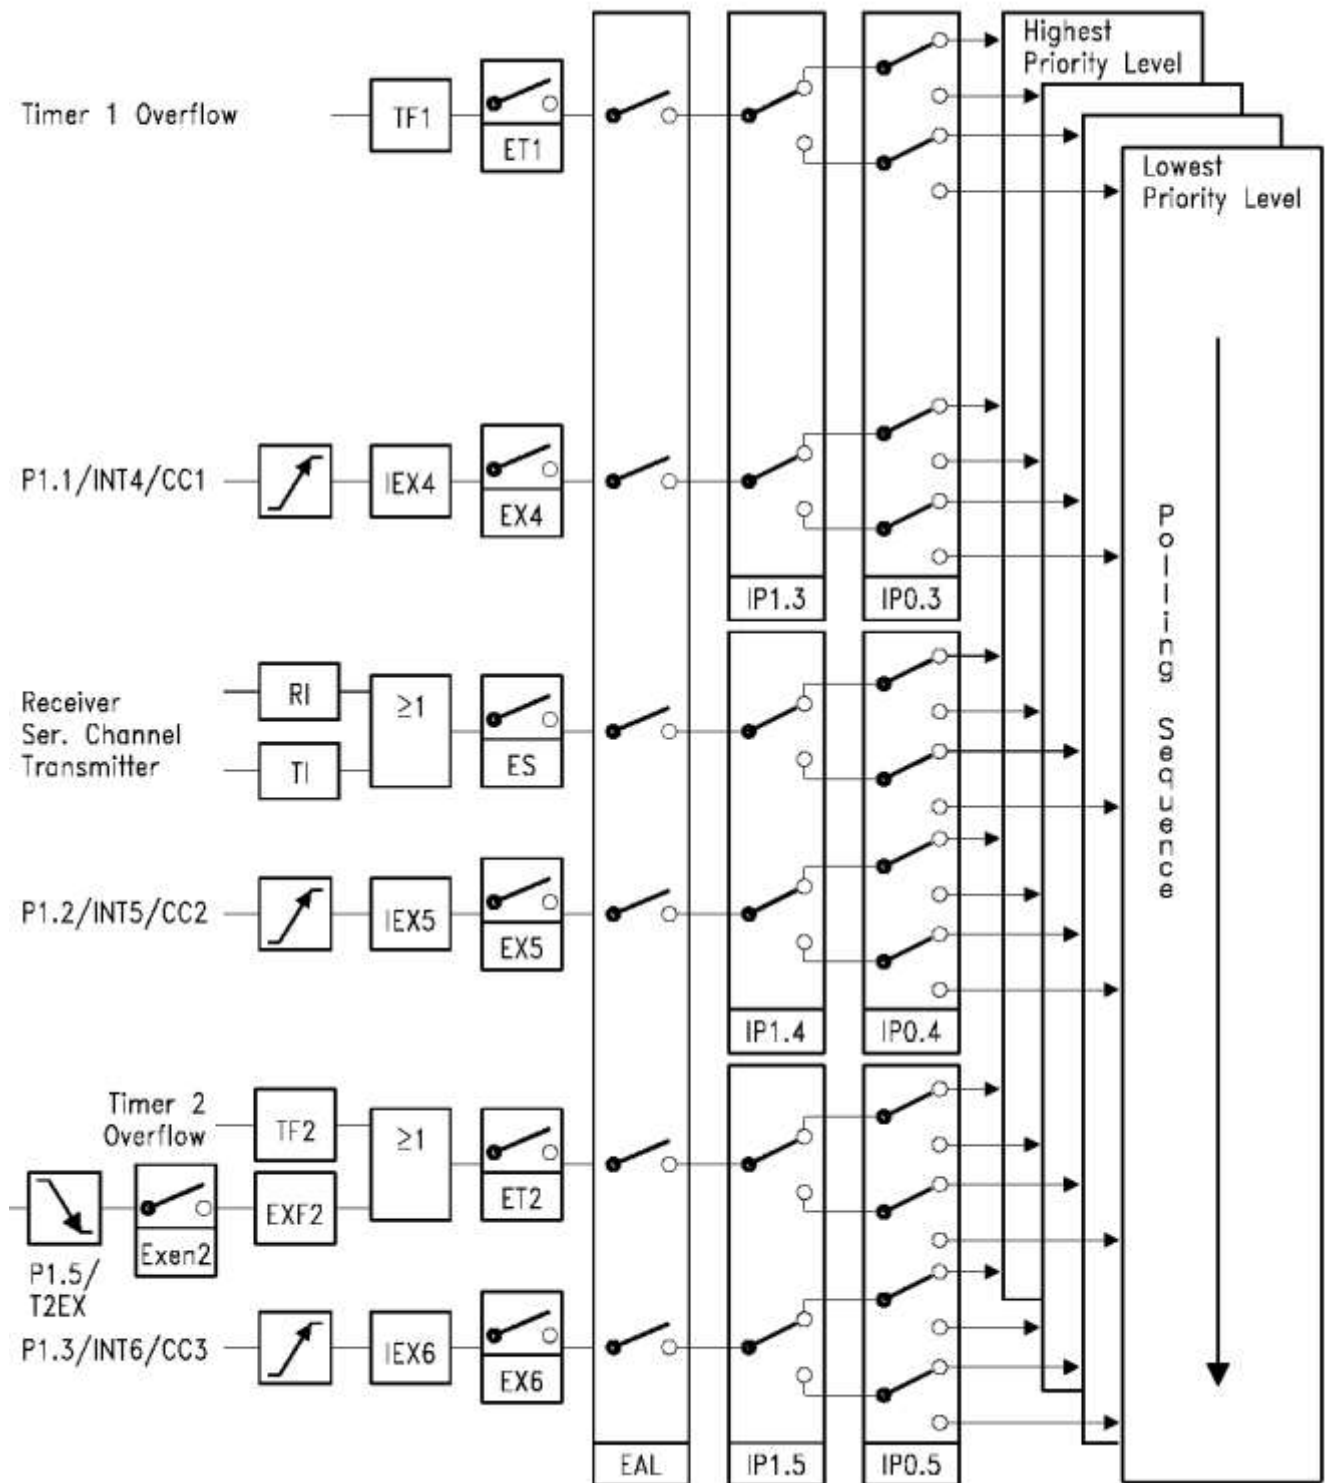 Highest
Priority Level
Lowest
Priority Level
Timer 1 Overflow
TF1
ET1
P1.1/INT4/CC1
IEX4
EX4
IP1.3
IP0.3
Polling Sequence
Receiver
Ser. Channel
Transmitter
RI
TI
≥1
ES
P1.2/INT5/CC2
IEX5
EX5
IP1.4
IP0.4
Timer 2
Overflow
TF2
≥1
ET2
EXF2
Exen2
P1.5/
T2EX
P1.3/INT6/CC3
IEX6
EX6
EAL
IP1.5
IP0.5